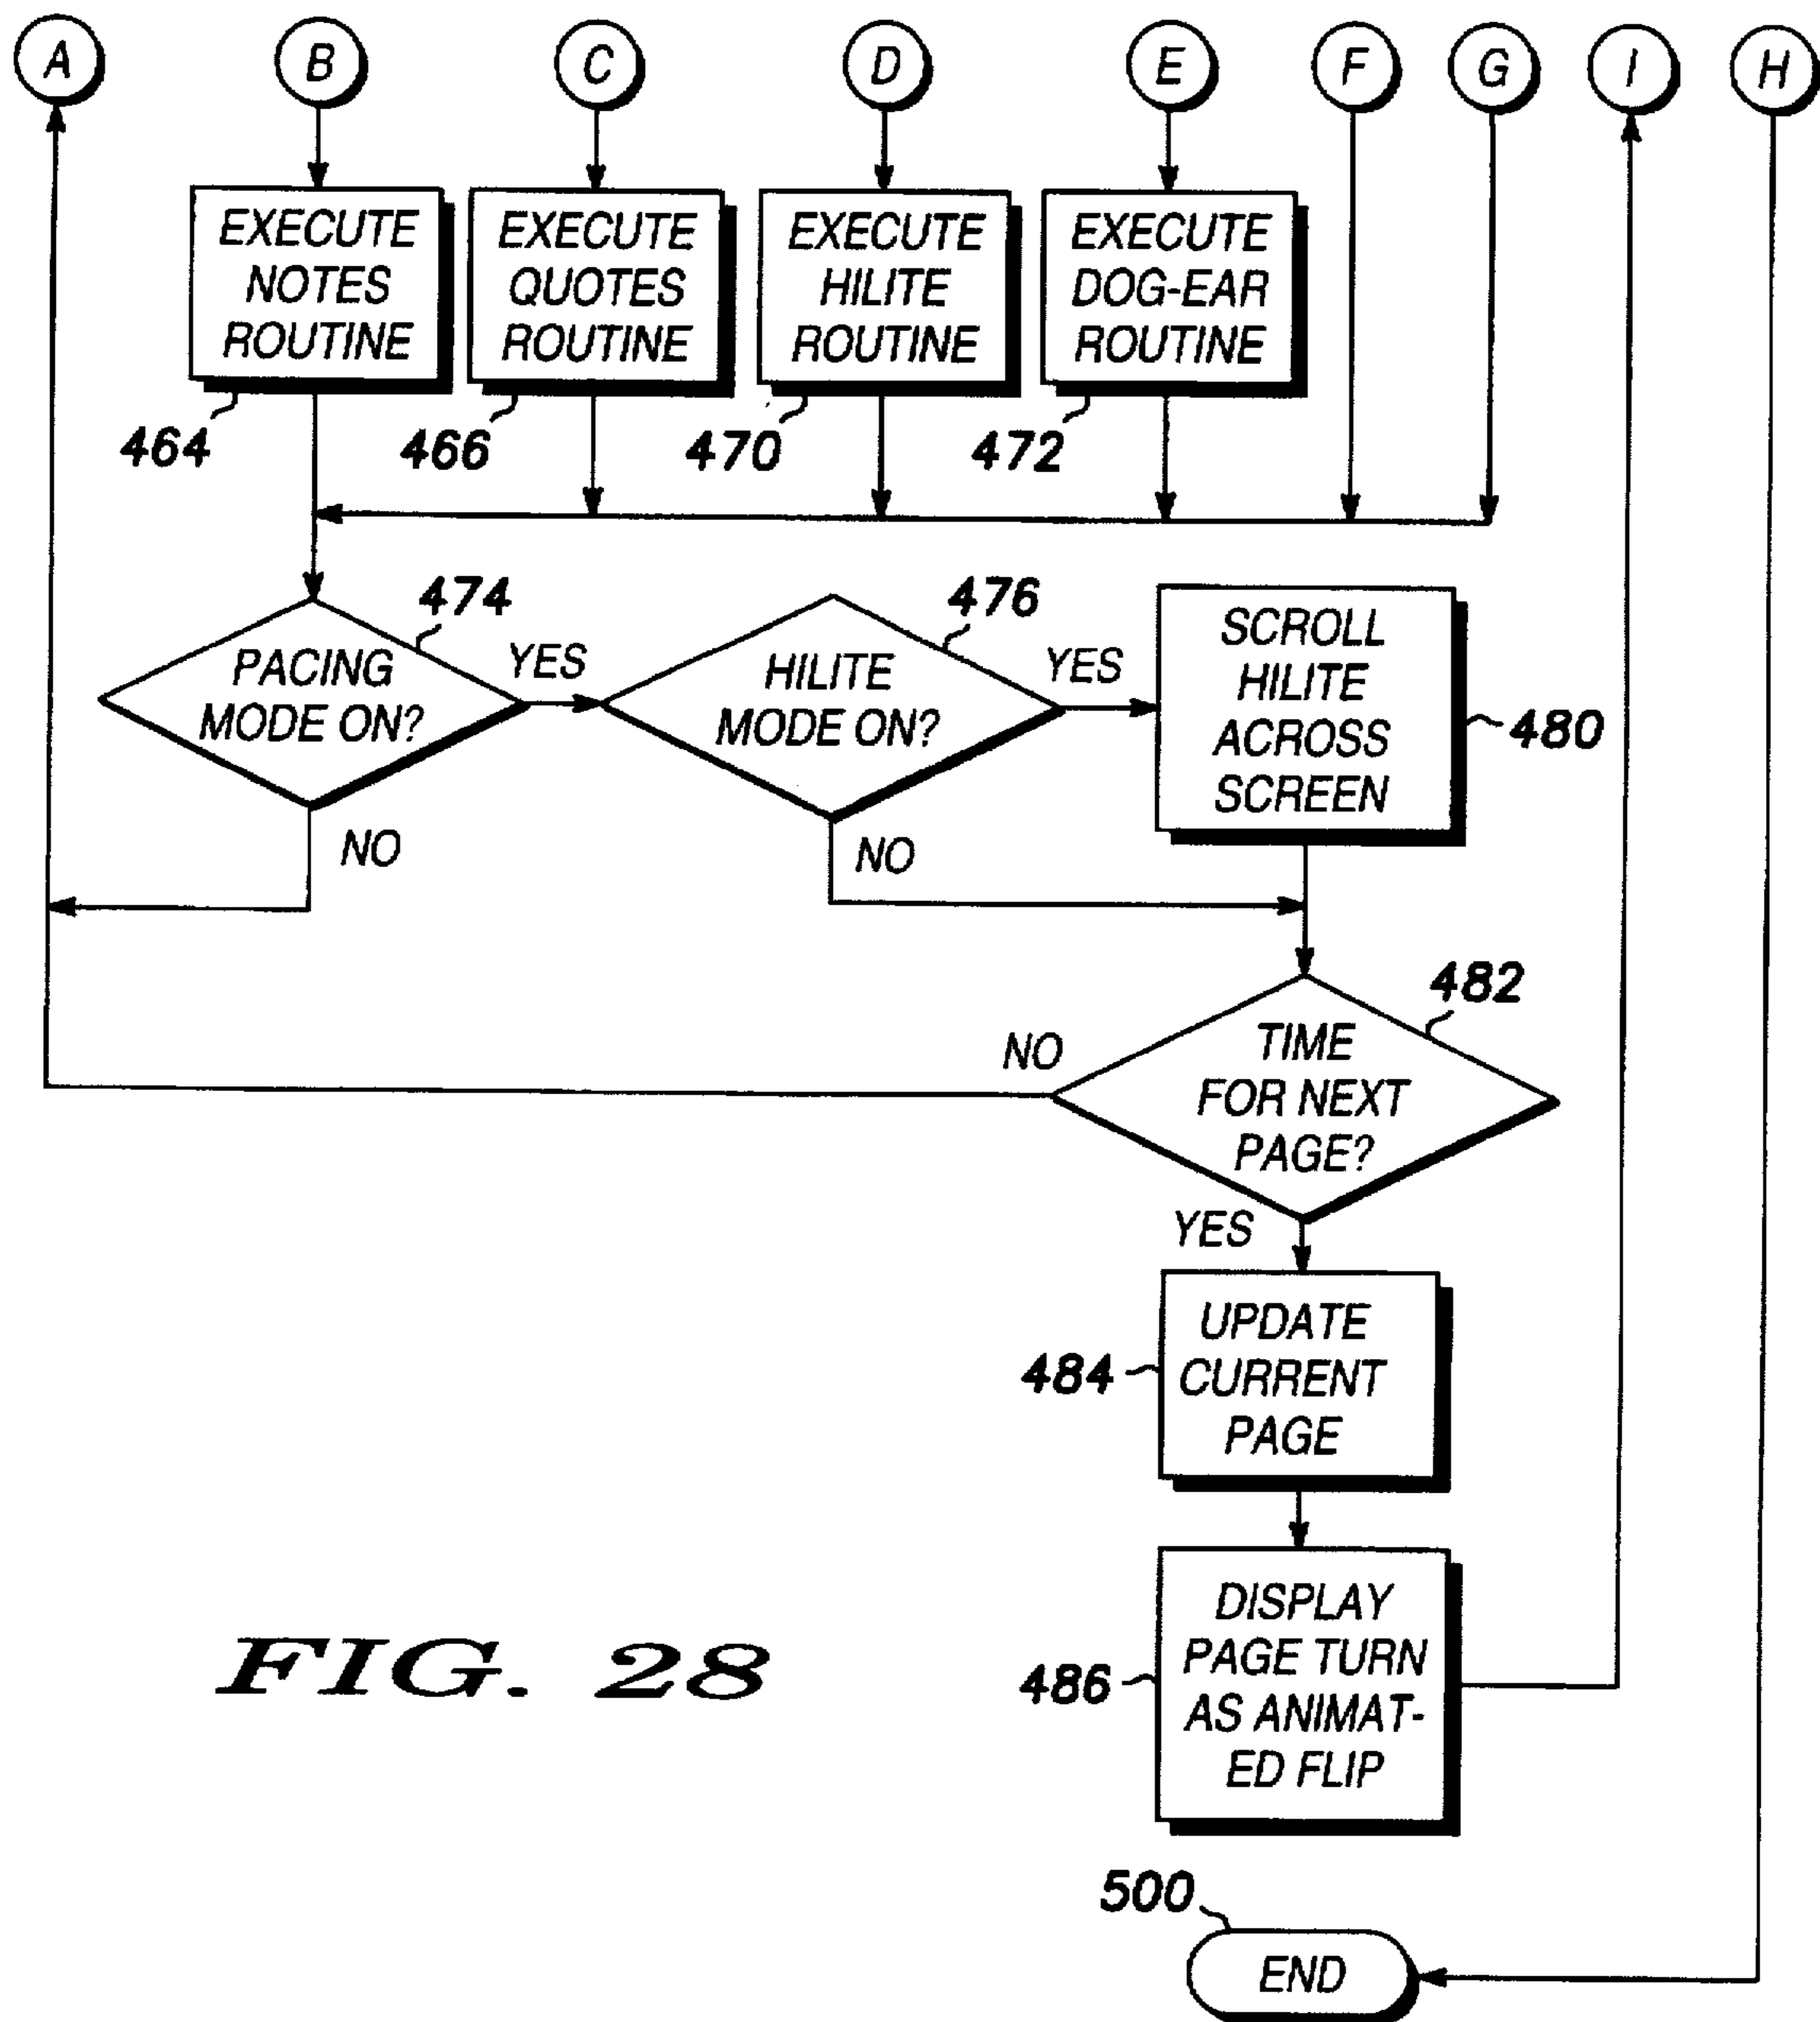 A B C D E F G I H
EXECUTE
NOTES
ROUTINE
464
EXECUTE
QUOTES
ROUTINE
466
EXECUTE
HILITE
ROUTINE
470
EXECUTE
DOG-EAR
ROUTINE
472
474
PACING
MODE ON?
YES
NO
476
HILITE
MODE ON?
YES
NO
SCROLL
HILITE
ACROSS
SCREEN
480
482
TIME
FOR NEXT
PAGE?
NO
YES
484
UPDATE
CURRENT
PAGE
486
DISPLAY
PAGE TURN
AS ANIMAT-
ED FLIP
FIG. 28
500
END